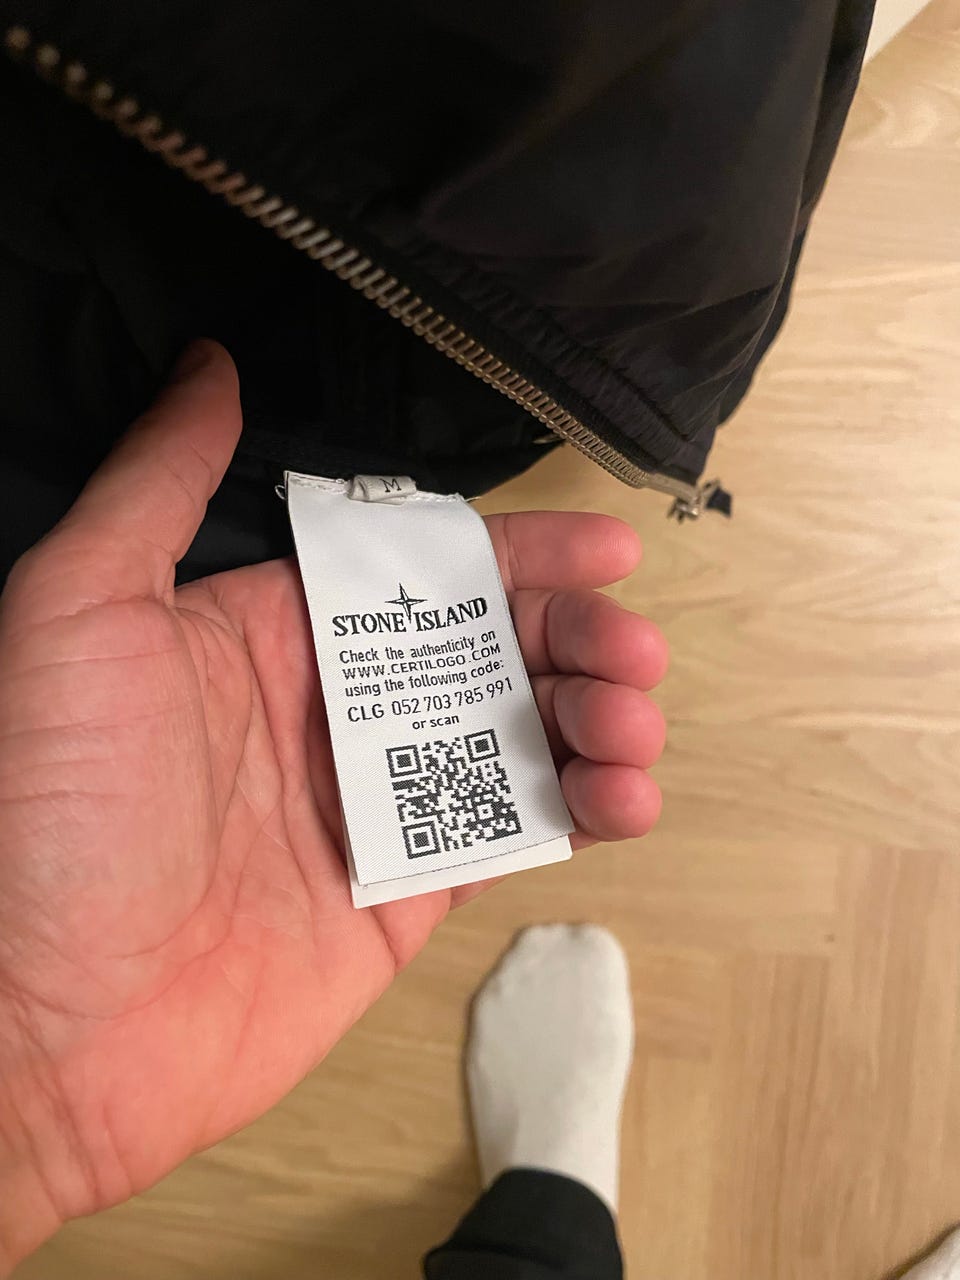 M
STONE ISLAND
Check the authenticity on
WWW.CERTILOGO.COM
using the following code:
CLG 052 703 785 991
or scan